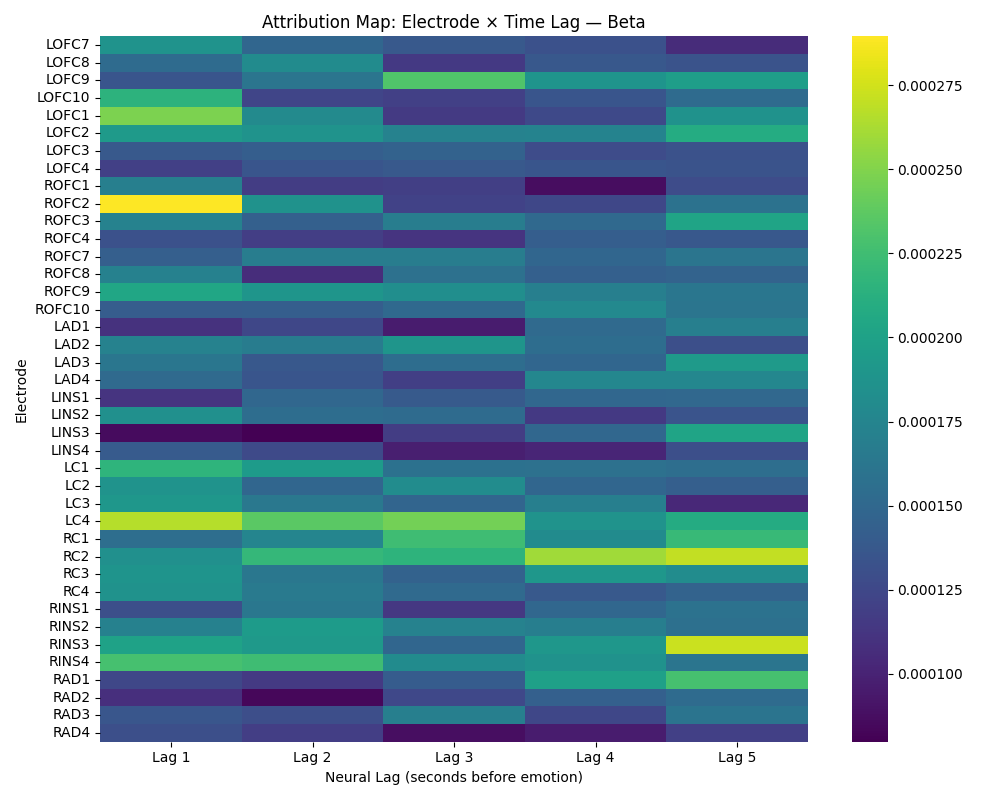 Attribution Map: Electrode × Time Lag — Beta
Electrode
LOFC7
LOFC8
LOFC9
LOFC10
LOFC1
LOFC2
LOFC3
LOFC4
ROFC1
ROFC2
ROFC3
ROFC4
ROFC7
ROFC8
ROFC9
ROFC10
LAD1
LAD2
LAD3
LAD4
LINS1
LINS2
LINS3
LINS4
LC1
LC2
LC3
LC4
RC1
RC2
RC3
RC4
RINS1
RINS2
RINS3
RINS4
RAD1
RAD2
RAD3
RAD4
Lag 1 Lag 2 Lag 3 Lag 4 Lag 5
Neural Lag (seconds before emotion)
0.000275
0.000250
0.000225
0.000200
0.000175
0.000150
0.000125
0.000100